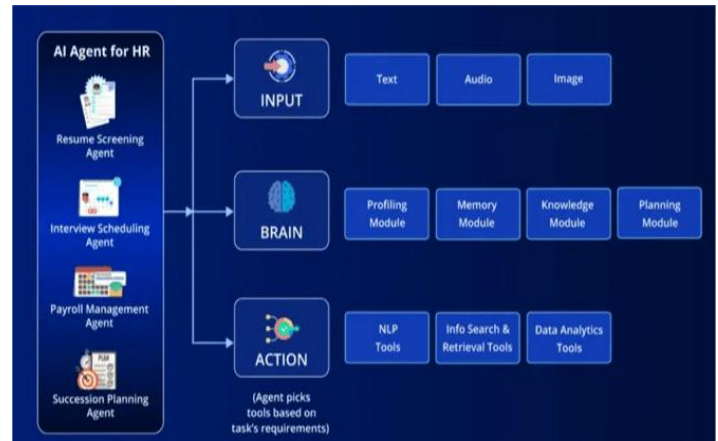 AI Agent for HR
Resume Screening
Agent
Interview Scheduling
Agent
Payroll Management
Agent
PLAN
Succession Planning
Agent
INPUT
Text
Audio
Image
BRAIN
Profiling
Module
Memory
Module
Knowledge
Module
Planning
Module
ACTION
(Agent picks
tools based on
task's requirements)
NLP
Tools
Info Search &
Retrieval Tools
Data Analytics
Tools